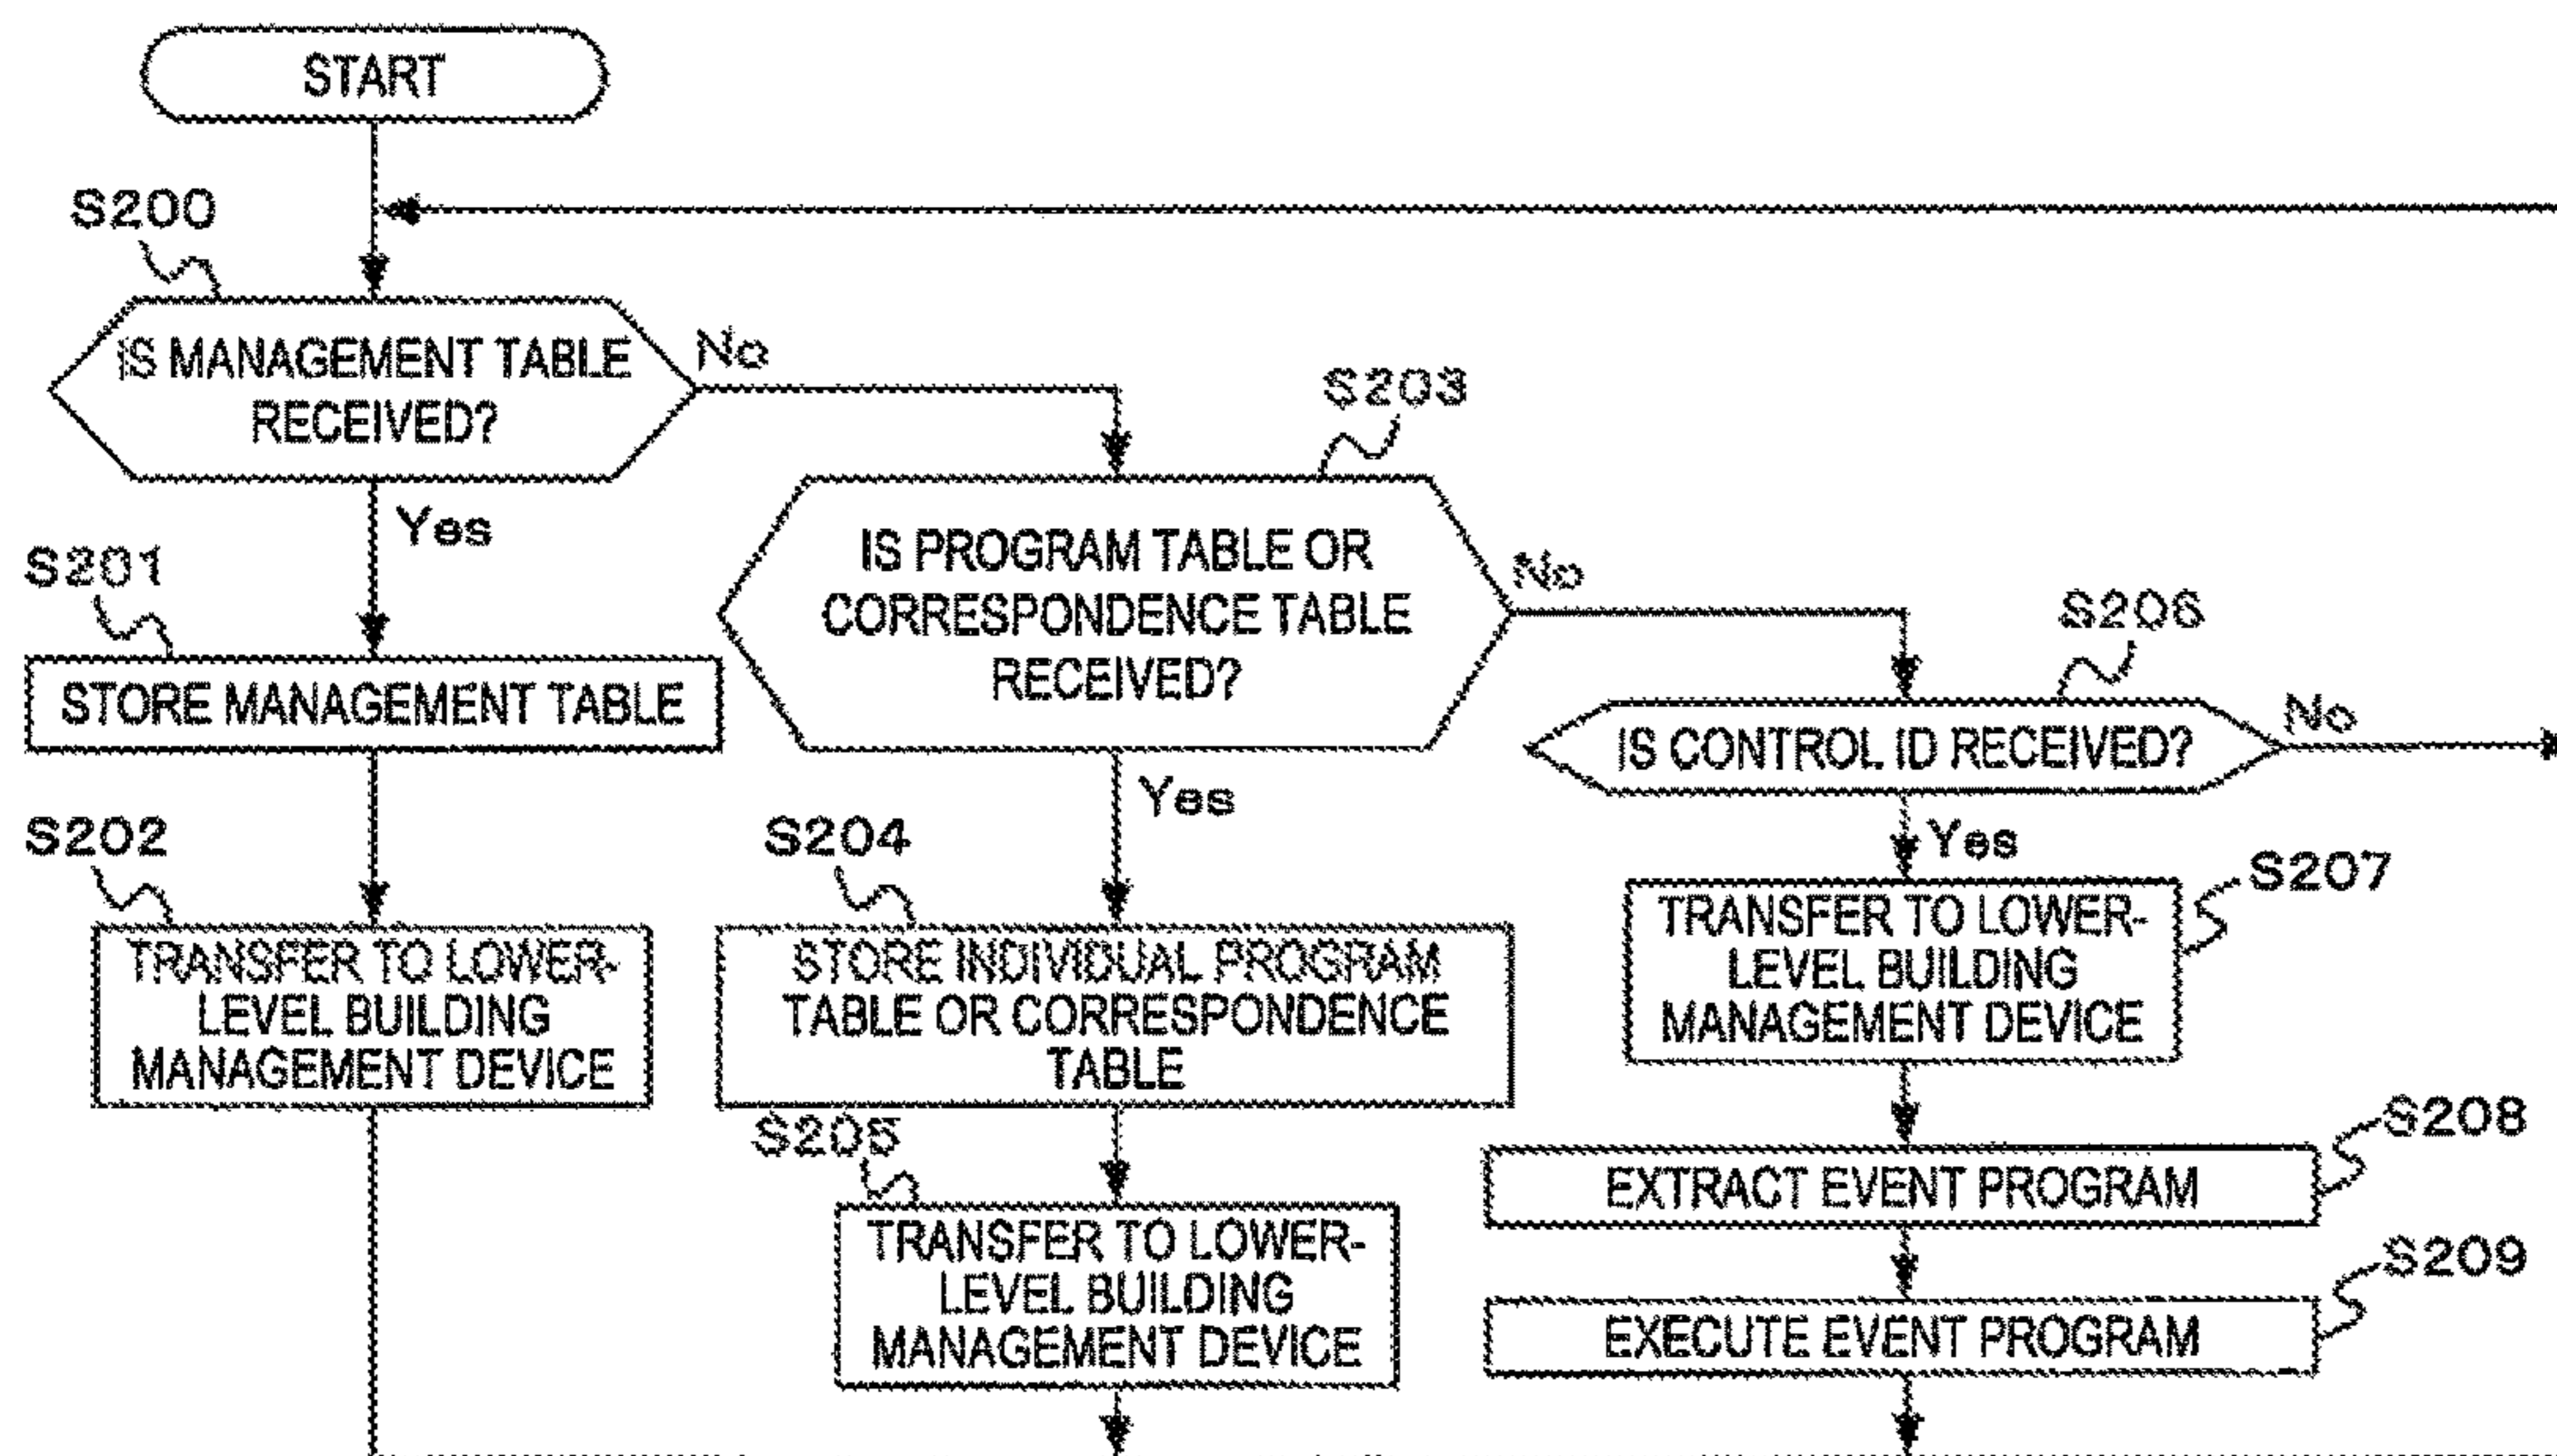 START
S200
IS MANAGEMENT TABLE
RECEIVED?
No
Yes
S201
STORE MANAGEMENT TABLE
S202
TRANSFER TO LOWER-
LEVEL BUILDING
MANAGEMENT DEVICE
S203
IS PROGRAM TABLE OR
CORRESPONDENCE TABLE
RECEIVED?
No
Yes
S204
STORE INDIVIDUAL PROGRAM
TABLE OR CORRESPONDENCE
TABLE
S205
TRANSFER TO LOWER-
LEVEL BUILDING
MANAGEMENT DEVICE
S206
IS CONTROL ID RECEIVED?
No
Yes
S207
TRANSFER TO LOWER-
LEVEL BUILDING
MANAGEMENT DEVICE
S208
EXTRACT EVENT PROGRAM
S209
EXECUTE EVENT PROGRAM